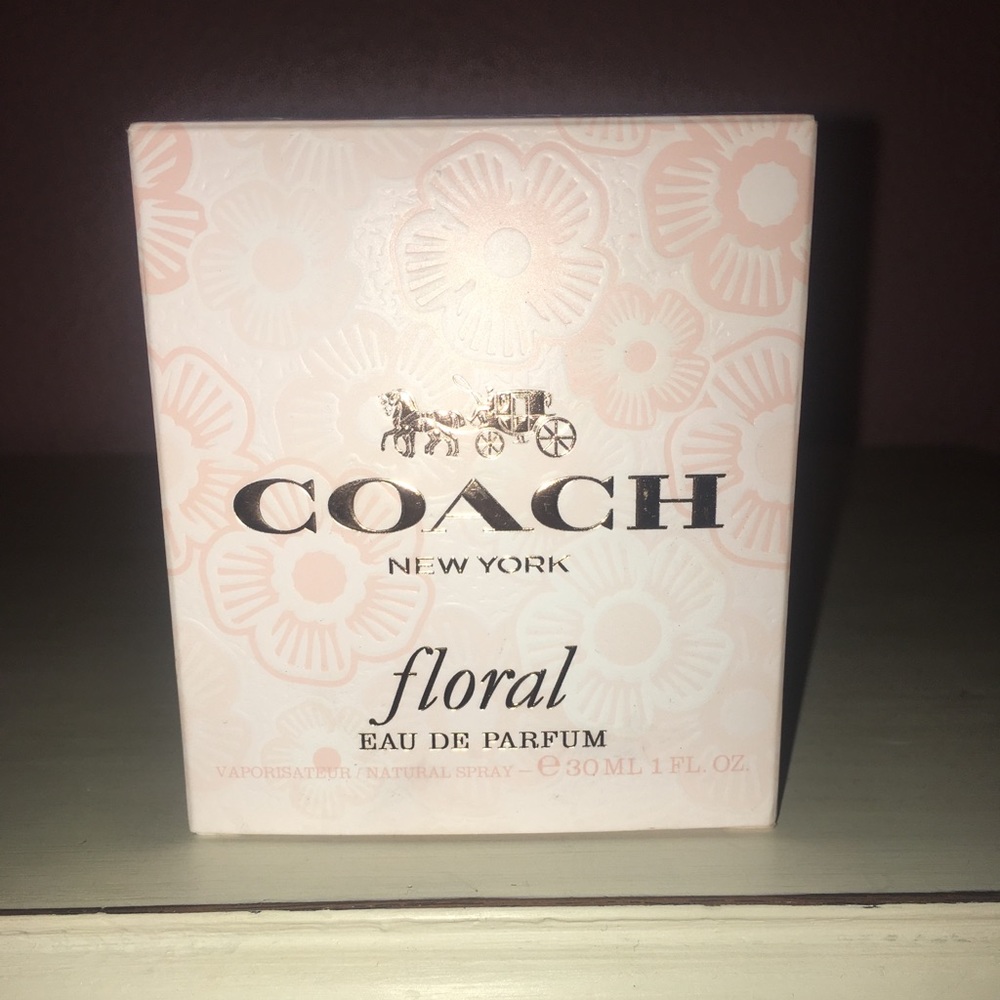 COACH
NEW YORK
floral
EAU DE PARFUM
VAPORISATEUR / NATURAL SPRAY – ℮ 30 ML 1 FL. OZ.